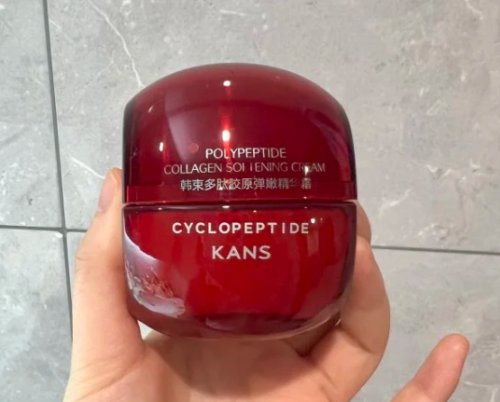 POLYPEPTIDE
COLLAGEN SOFTENING CREAM
韩束多肽胶原弹嫩精华霜
CYCLOPEPTIDE
KANS